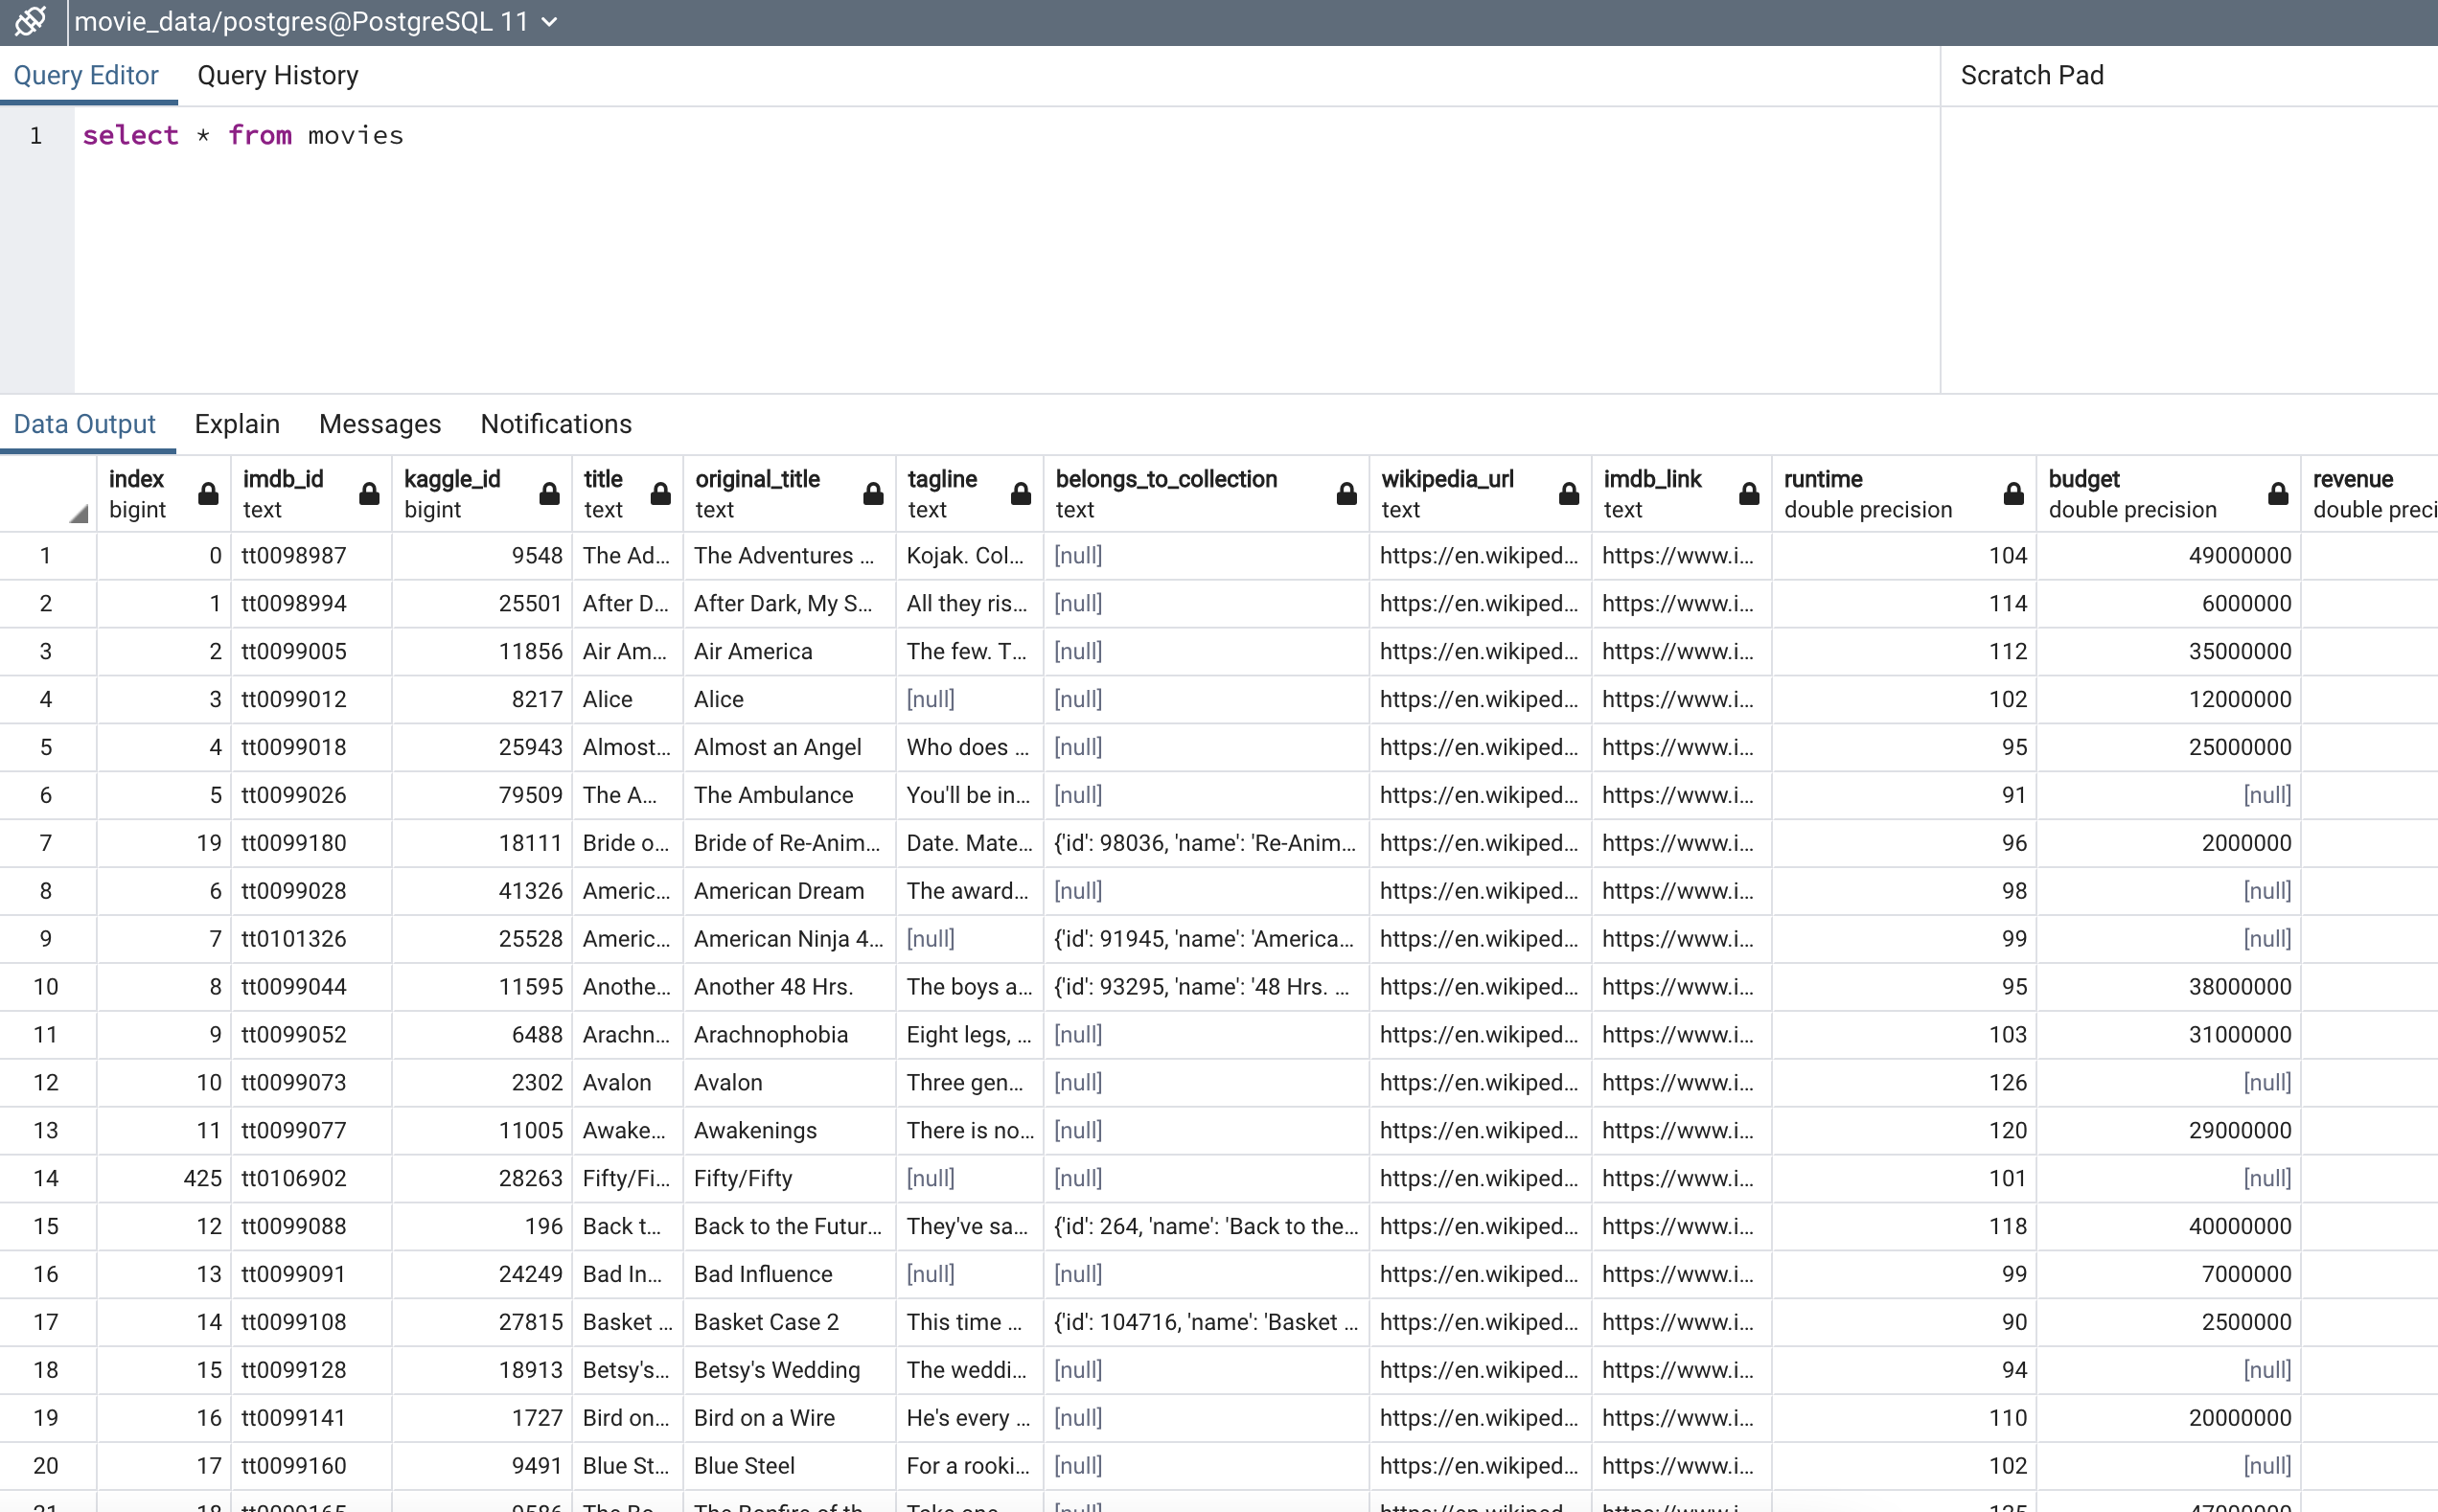 movie_data/postgres@PostgreSQL 11
Query Editor Query History Scratch Pad
1 select * from movies
Data Output Explain Messages Notifications
index imdb_id kaggle_id title original_title tagline belongs_to_collection wikipedia_url imdb_link runtime budget revenue
bigint text bigint text text text text text text double precision double precision double preci
1 0 tt0098987 9548 The Ad... The Adventures ... Kojak. Col... [null] https://en.wikiped... https://www.i... 104 49000000
2 1 tt0098994 25501 After D... After Dark, My S... All they ris... [null] https://en.wikiped... https://www.i... 114 6000000
3 2 tt0099005 11856 Air Am... Air America The few. T... [null] https://en.wikiped... https://www.i... 112 35000000
4 3 tt0099012 8217 Alice Alice [null] [null] https://en.wikiped... https://www.i... 102 12000000
5 4 tt0099018 25943 Almost... Almost an Angel Who does ... [null] https://en.wikiped... https://www.i... 95 25000000
6 5 tt0099026 79509 The A... The Ambulance You'll be in... [null] https://en.wikiped... https://www.i... 91 [null]
7 19 tt0099180 18111 Bride o... Bride of Re-Anim... Date. Mate... {'id': 98036, 'name': 'Re-Anim... https://en.wikiped... https://www.i... 96 2000000
8 6 tt0099028 41326 Americ... American Dream The award... [null] https://en.wikiped... https://www.i... 98 [null]
9 7 tt0101326 25528 Americ... American Ninja 4... [null] {'id': 91945, 'name': 'America... https://en.wikiped... https://www.i... 99 [null]
10 8 tt0099044 11595 Anothe... Another 48 Hrs. The boys a... {'id': 93295, 'name': '48 Hrs. ... https://en.wikiped... https://www.i... 95 38000000
11 9 tt0099052 6488 Arachn... Arachnophobia Eight legs, ... [null] https://en.wikiped... https://www.i... 103 31000000
12 10 tt0099073 2302 Avalon Avalon Three gen... [null] https://en.wikiped... https://www.i... 126 [null]
13 11 tt0099077 11005 Awake... Awakenings There is no... [null] https://en.wikiped... https://www.i... 120 29000000
14 425 tt0106902 28263 Fifty/Fi... Fifty/Fifty [null] [null] https://en.wikiped... https://www.i... 101 [null]
15 12 tt0099088 196 Back t... Back to the Futur... They've sa... {'id': 264, 'name': 'Back to the... https://en.wikiped... https://www.i... 118 40000000
16 13 tt0099091 24249 Bad In... Bad Influence [null] [null] https://en.wikiped... https://www.i... 99 7000000
17 14 tt0099108 27815 Basket ... Basket Case 2 This time ... {'id': 104716, 'name': 'Basket ... https://en.wikiped... https://www.i... 90 2500000
18 15 tt0099128 18913 Betsy's... Betsy's Wedding The weddi... [null] https://en.wikiped... https://www.i... 94 [null]
19 16 tt0099141 1727 Bird on... Bird on a Wire He's every ... [null] https://en.wikiped... https://www.i... 110 20000000
20 17 tt0099160 9491 Blue St... Blue Steel For a rooki... [null] https://en.wikiped... https://www.i... 102 [null]